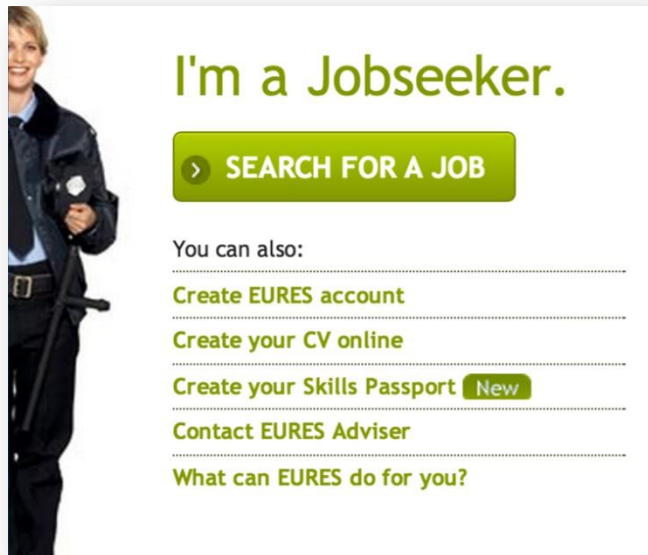 I'm a Jobseeker.
SEARCH FOR A JOB
You can also:
Create EURES account
Create your CV online
Create your Skills Passport New
Contact EURES Adviser
What can EURES do for you?